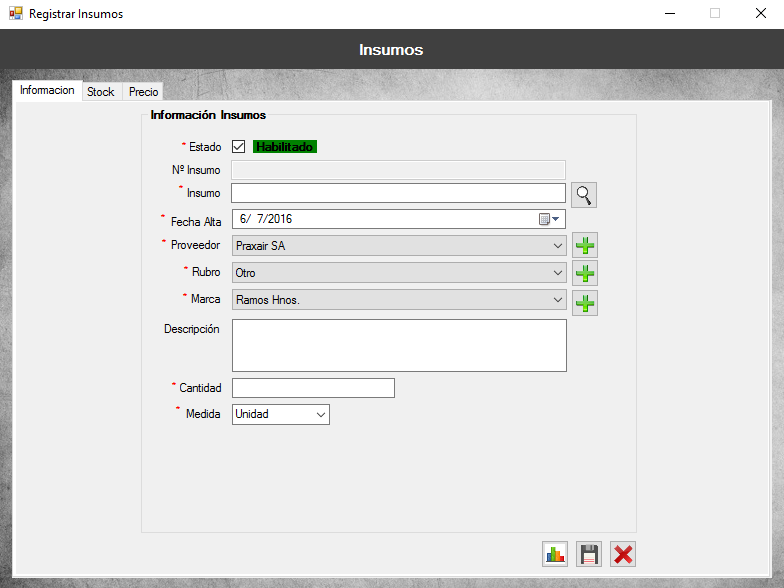 Registrar Insumos
Insumos
Informacion Stock Precio
Información Insumos
* Estado Habilitado
Nº Insumo
* Insumo
* Fecha Alta 6/ 7/2016
* Proveedor Praxair SA
* Rubro Otro
* Marca Ramos Hnos.
Descripción
* Cantidad
* Medida Unidad